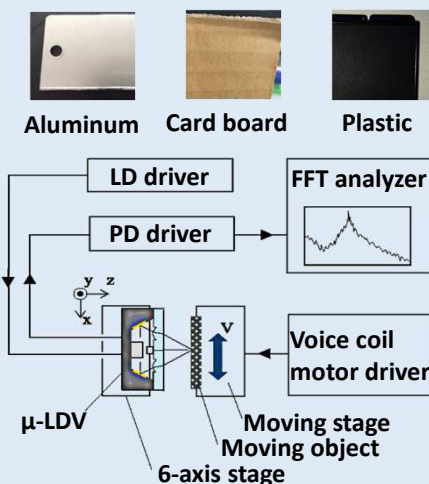 Aluminum
Card board
Plastic
LD driver
FFT analyzer
PD driver
y
z
x
V
Voice coil
motor driver
μ-LDV
Moving stage
Moving object
6-axis stage